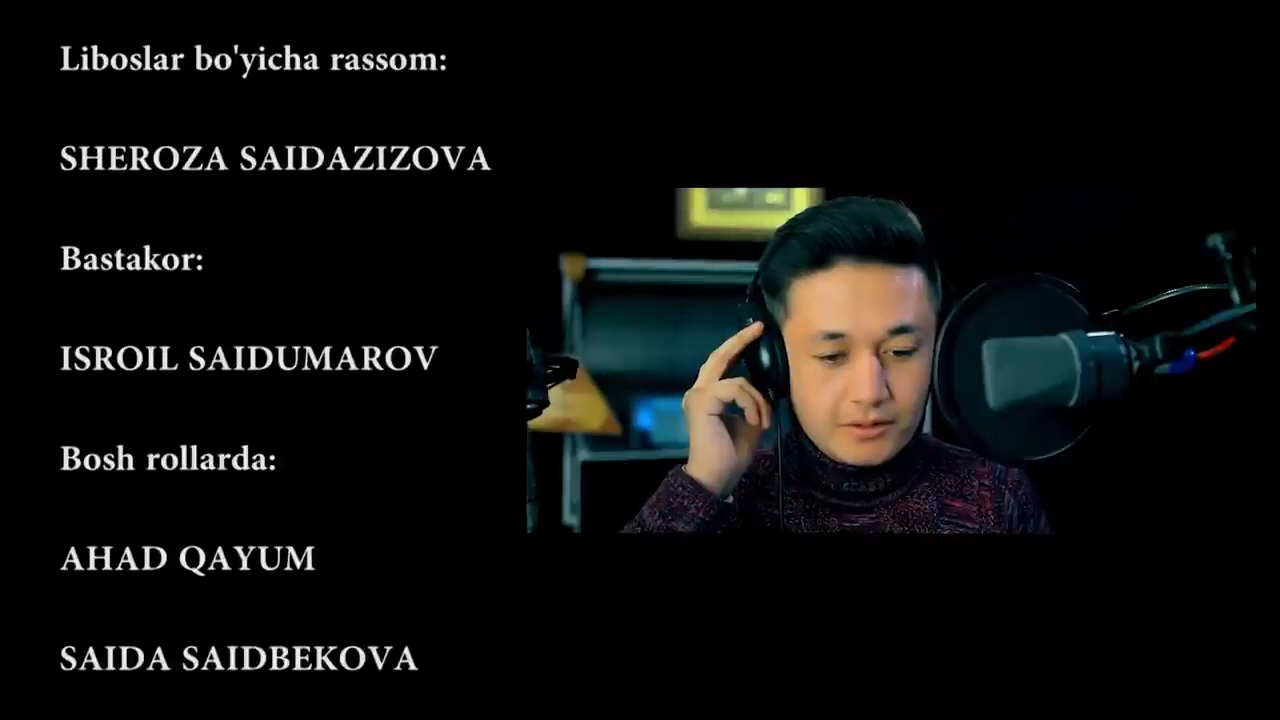 Liboslar bo'yicha rassom:
SHEROZA SAIDAZIZOVA
Bastakor:
ISROIL SAIDUMAROV
Bosh rollarda:
AHAD QAYUM
SAIDA SAIDBEKOVA